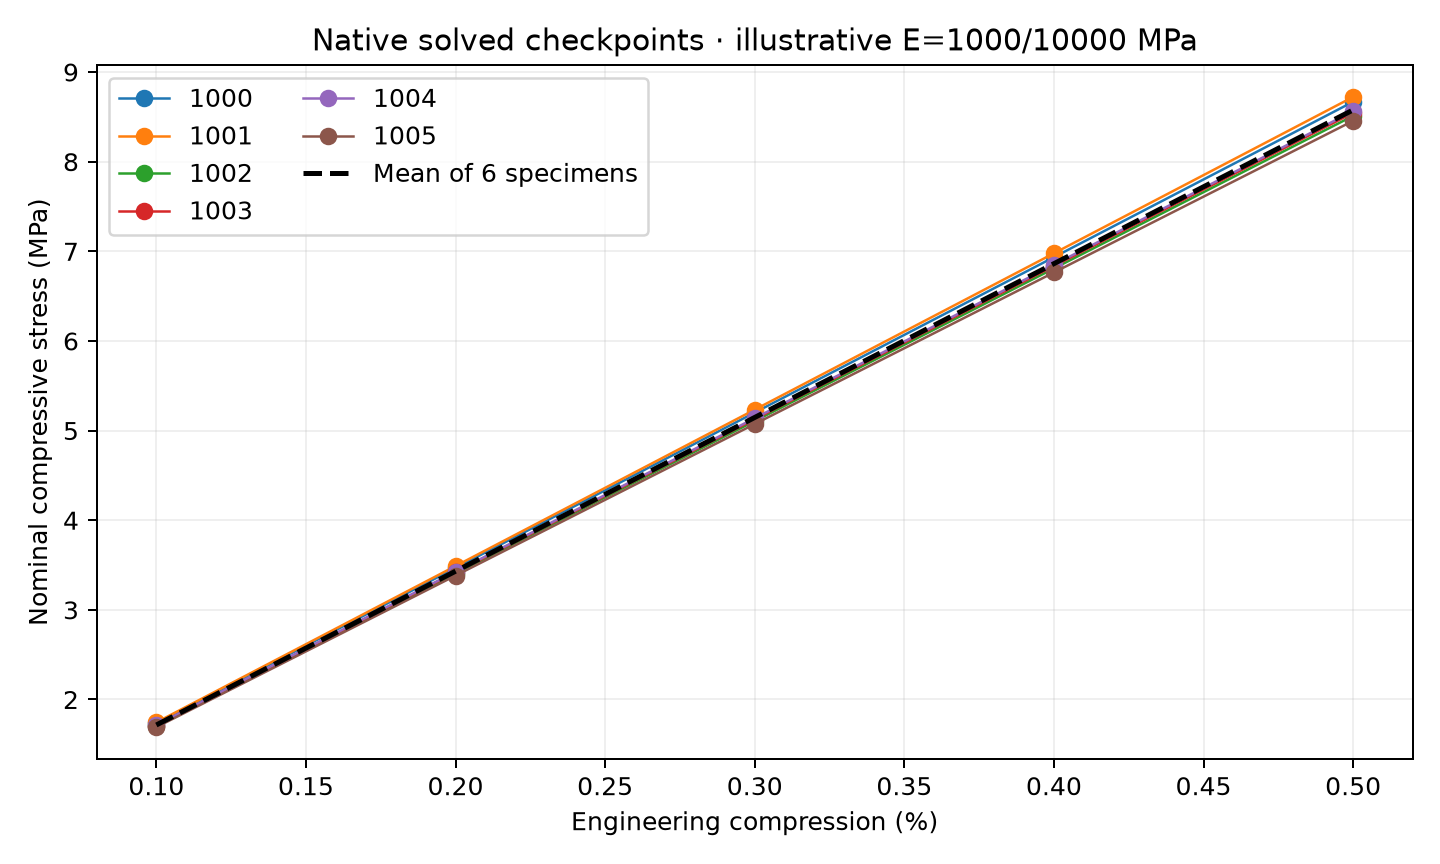 Native solved checkpoints · illustrative E=1000/10000 MPa
9
8
7
6
5
4
3
2
Nominal compressive stress (MPa)
1000
1001
1002
1003
1004
1005
Mean of 6 specimens
0.10 0.15 0.20 0.25 0.30 0.35 0.40 0.45 0.50
Engineering compression (%)